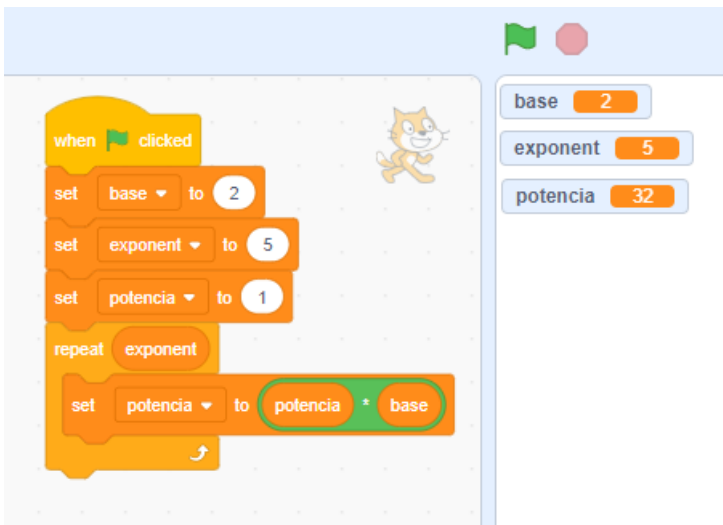 when clicked
set base to 2
set exponent to 5
set potencia to 1
repeat exponent
set potencia to potencia * base
base 2
exponent 5
potencia 32